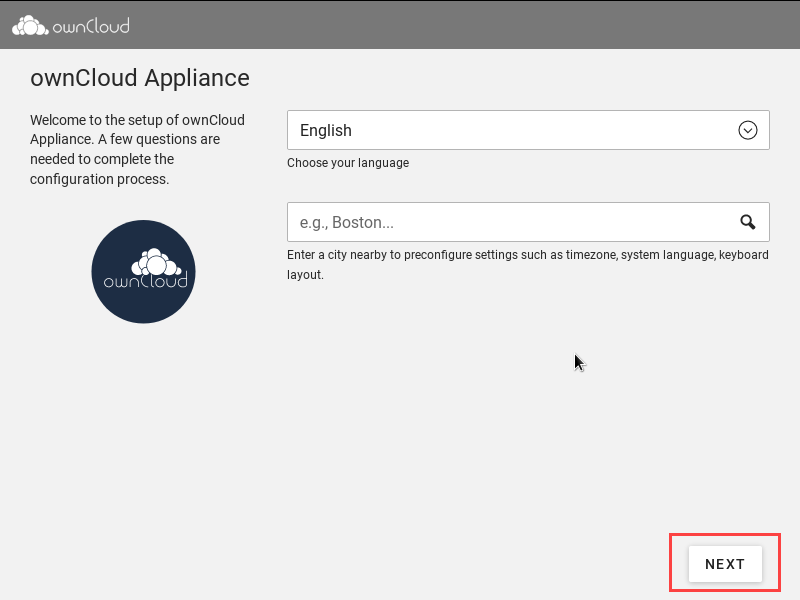 ownCloud
ownCloud Appliance
Welcome to the setup of ownCloud
Appliance. A few questions are
needed to complete the
configuration process.
ownCloud
English
Choose your language
e.g., Boston...
Enter a city nearby to preconfigure settings such as timezone, system language, keyboard
layout.
NEXT